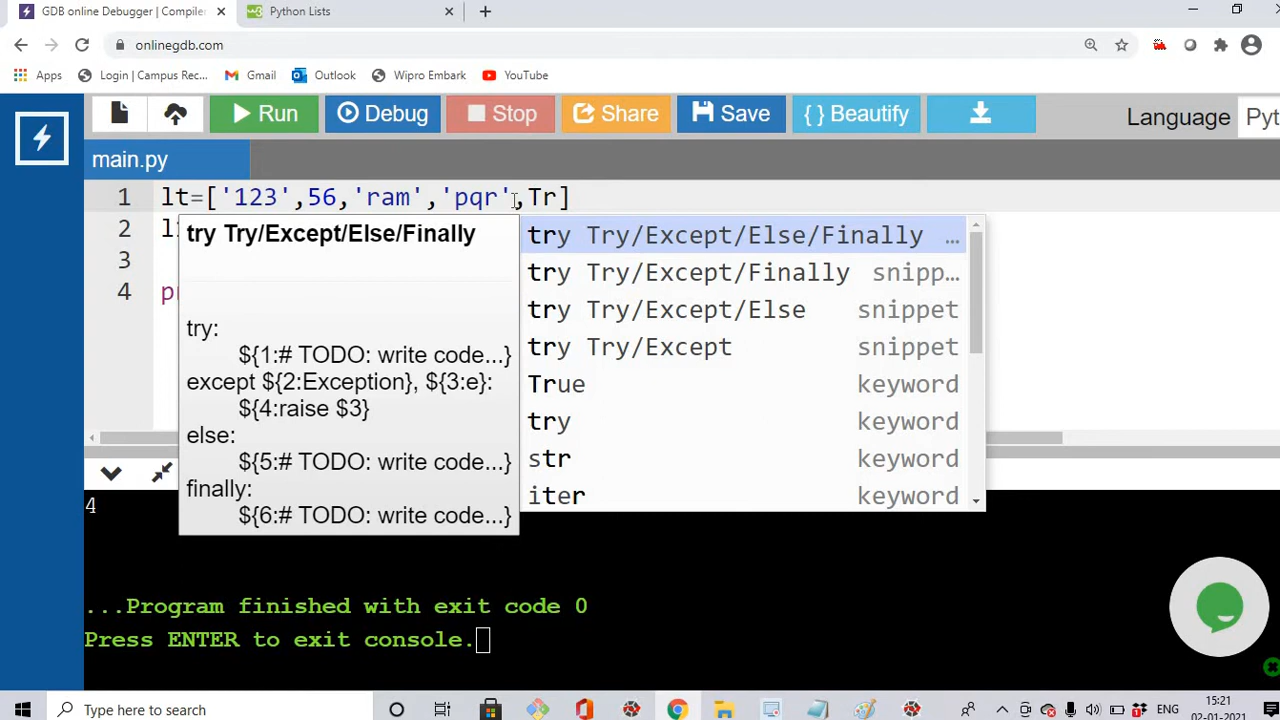 GDB online Debugger | Compiler
Python Lists
onlinegdb.com
Apps
Login | Campus Rec...
Gmail
Outlook
Wipro Embark
YouTube
Run
Debug
Stop
Share
Save
{ } Beautify
Language
Pyt
main.py
1 lt=['123',56,'ram','pqr',Tr]
2 l
3
4 p
try Try/Except/Else/Finally
try:
${1:# TODO: write code...}
except ${2:Exception}, ${3:e}:
${4:raise $3}
else:
${5:# TODO: write code...}
finally:
${6:# TODO: write code...}
try Try/Except/Else/Finally ...
try Try/Except/Finally snipp...
try Try/Except/Else snippet
try Try/Except snippet
True keyword
try keyword
str keyword
iter keyword
4
...Program finished with exit code 0
Press ENTER to exit console.
Type here to search
ENG
15:21
02-01-2021